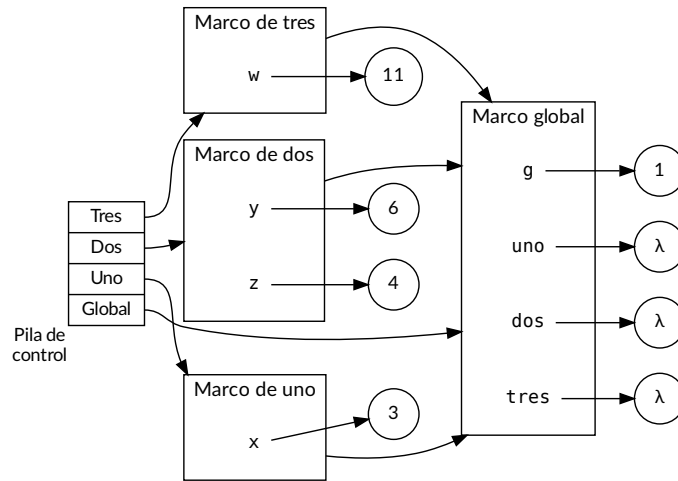 Marco de tres
w
11
Marco global
g
1
uno
λ
dos
λ
tres
λ
Marco de dos
y
6
z
4
Tres
Dos
Uno
Global
Pila de
control
Marco de uno
x
3